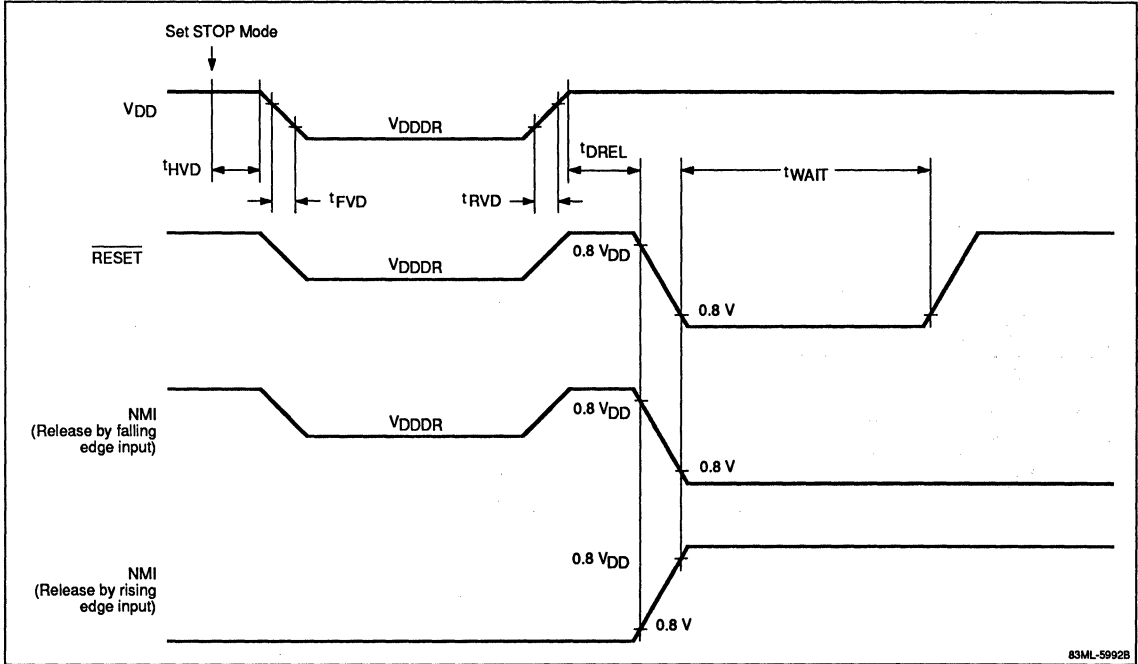 Set STOP Mode
VDD
VDDDR
tHVD
tFVD
tRVD
tDREL
tWAIT
RESET
VDDDR
0.8 VDD
0.8 V
NMI
(Release by falling
edge input)
VDDDR
0.8 VDD
0.8 V
NMI
(Release by rising
edge input)
0.8 VDD
0.8 V
83ML-5992B